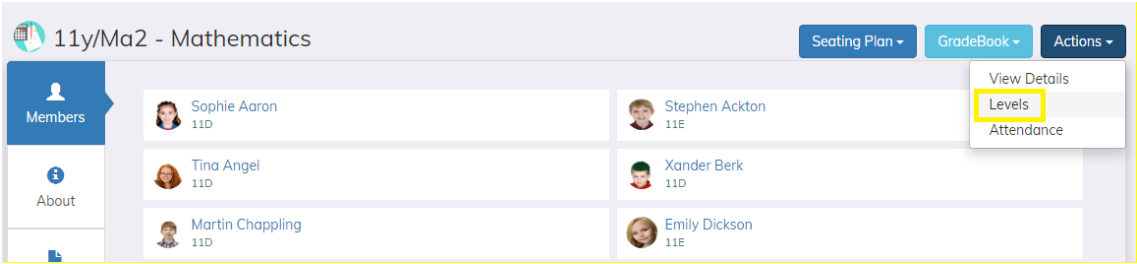 11y/Ma2 - Mathematics
Seating Plan
GradeBook
Actions
View Details
Levels
Attendance
Members
About
Sophie Aaron
11D
Stephen Ackton
11E
Tina Angel
11D
Xander Berk
11D
Martin Chappling
11D
Emily Dickson
11E